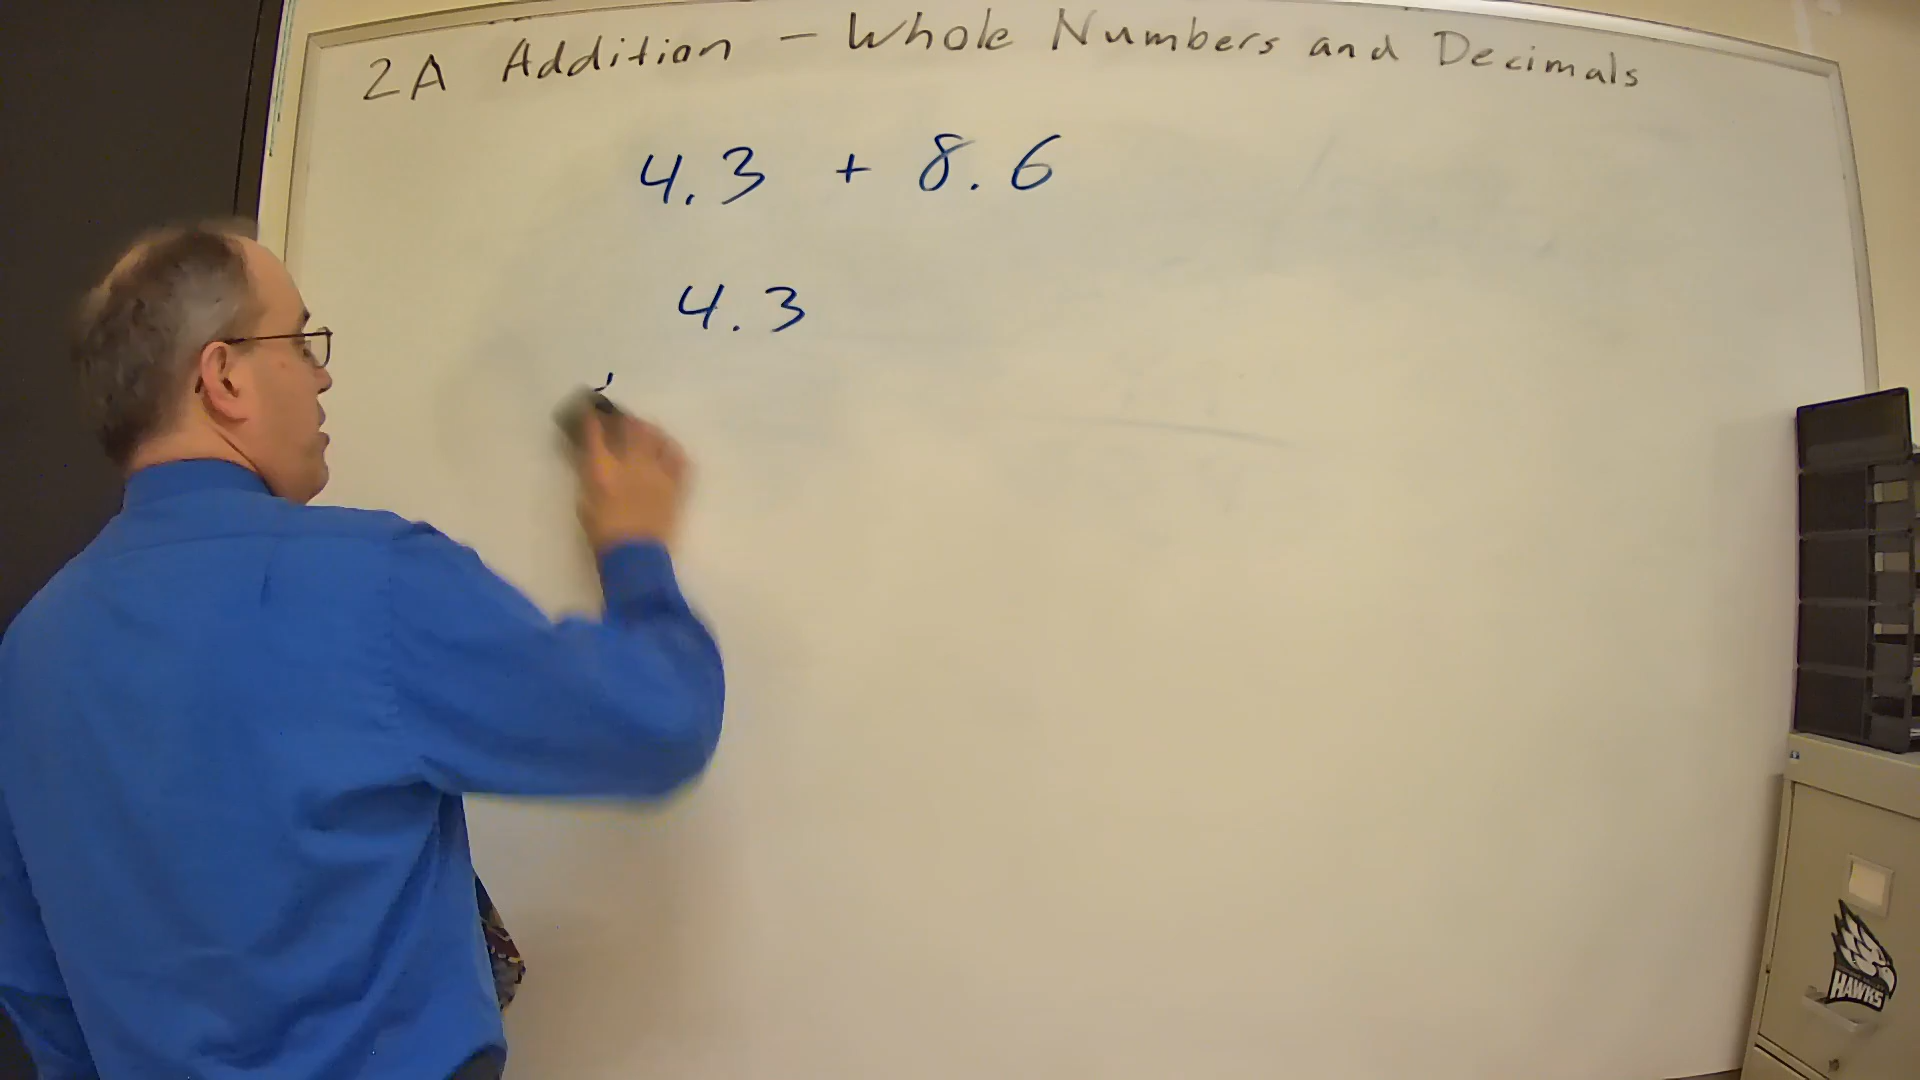 2A Addition - Whole Numbers and Decimals
4.3 + 8.6
4.3
HAWKS